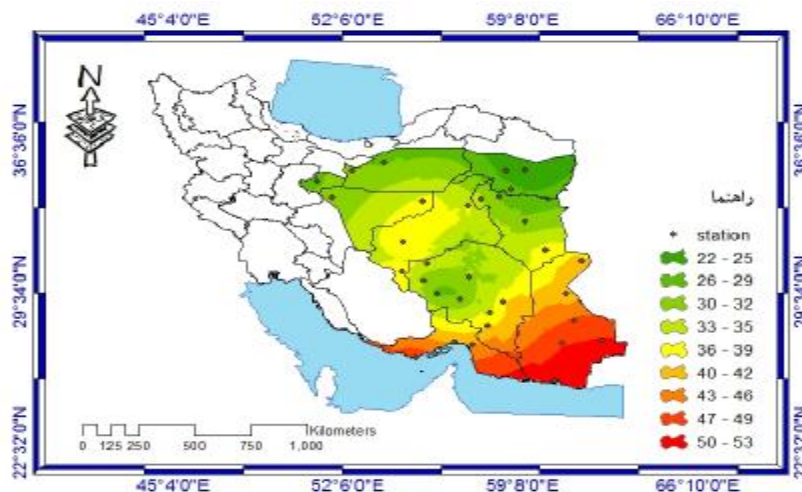 45°4'0"E 52°6'0"E 59°8'0"E 66°10'0"E
N
36°36'0"N
29°34'0"N
22°32'0"N
36°36'0"N
29°34'0"N
22°32'0"N
راهنما
station
22 - 25
26 - 29
30 - 32
33 - 35
36 - 39
40 - 42
43 - 46
47 - 49
50 - 53
Kilometers
0 125 250 500 750 1,000
45°4'0"E 52°6'0"E 59°8'0"E 66°10'0"E